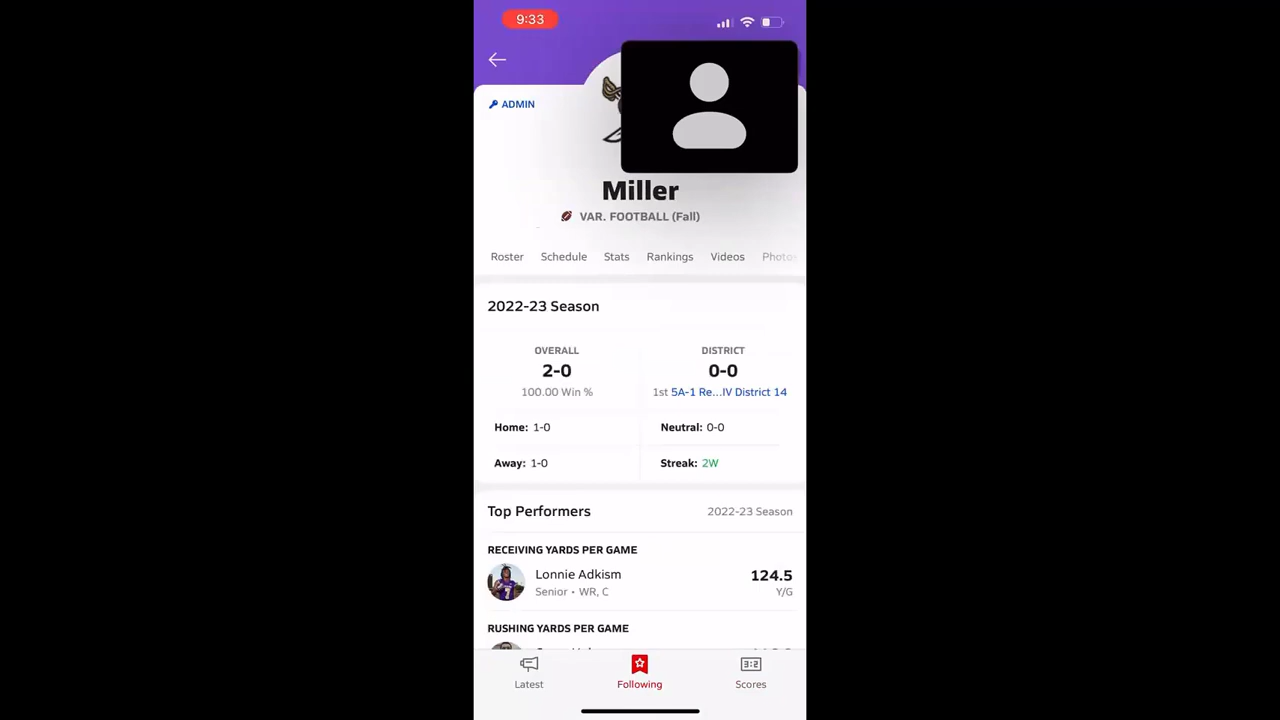 9:33
ADMIN
Miller
VAR. FOOTBALL (Fall)
Roster Schedule Stats Rankings Videos Photos
2022-23 Season
OVERALL DISTRICT
2-0 0-0
100.00 Win % 1st 5A-1 Re...IV District 14
Home: 1-0 Neutral: 0-0
Away: 1-0 Streak: 2W
Top Performers 2022-23 Season
RECEIVING YARDS PER GAME
Lonnie Adkism 124.5
Senior • WR, C Y/G
RUSHING YARDS PER GAME
Latest Following 3:2 Scores